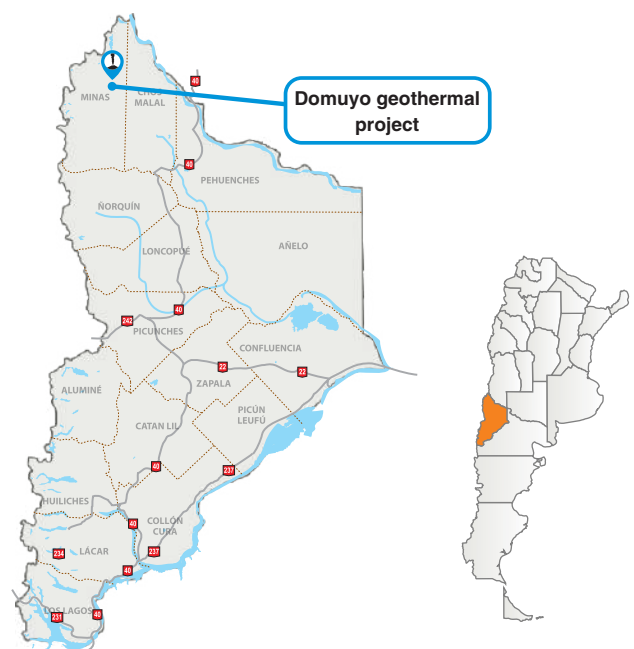 40
MINAS
CHOS
MALAL
Domuyo geothermal
project
40
PEHUENCHES
ÑORQUÍN
LONCOPUÉ
AÑELO
40
242
PICUNCHES
CONFLUENCIA
22
22
ZAPALA
ALUMINÉ
PICÚN
LEUFÚ
CATAN LIL
40
237
HUILICHES
40
COLLÓN
CURA
234
LÁCAR
237
40
LOS LAGOS
231
40